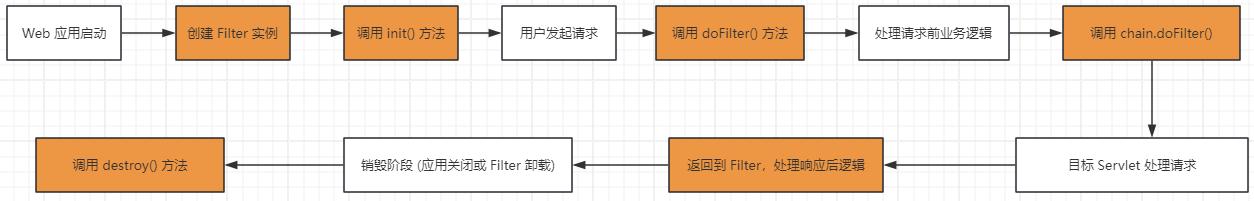 Web 应用启动
创建 Filter 实例
调用 init() 方法
用户发起请求
调用 doFilter() 方法
处理请求前业务逻辑
调用 chain.doFilter()
目标 Servlet 处理请求
返回到 Filter，处理响应后逻辑
销毁阶段 (应用关闭或 Filter 卸载)
调用 destroy() 方法